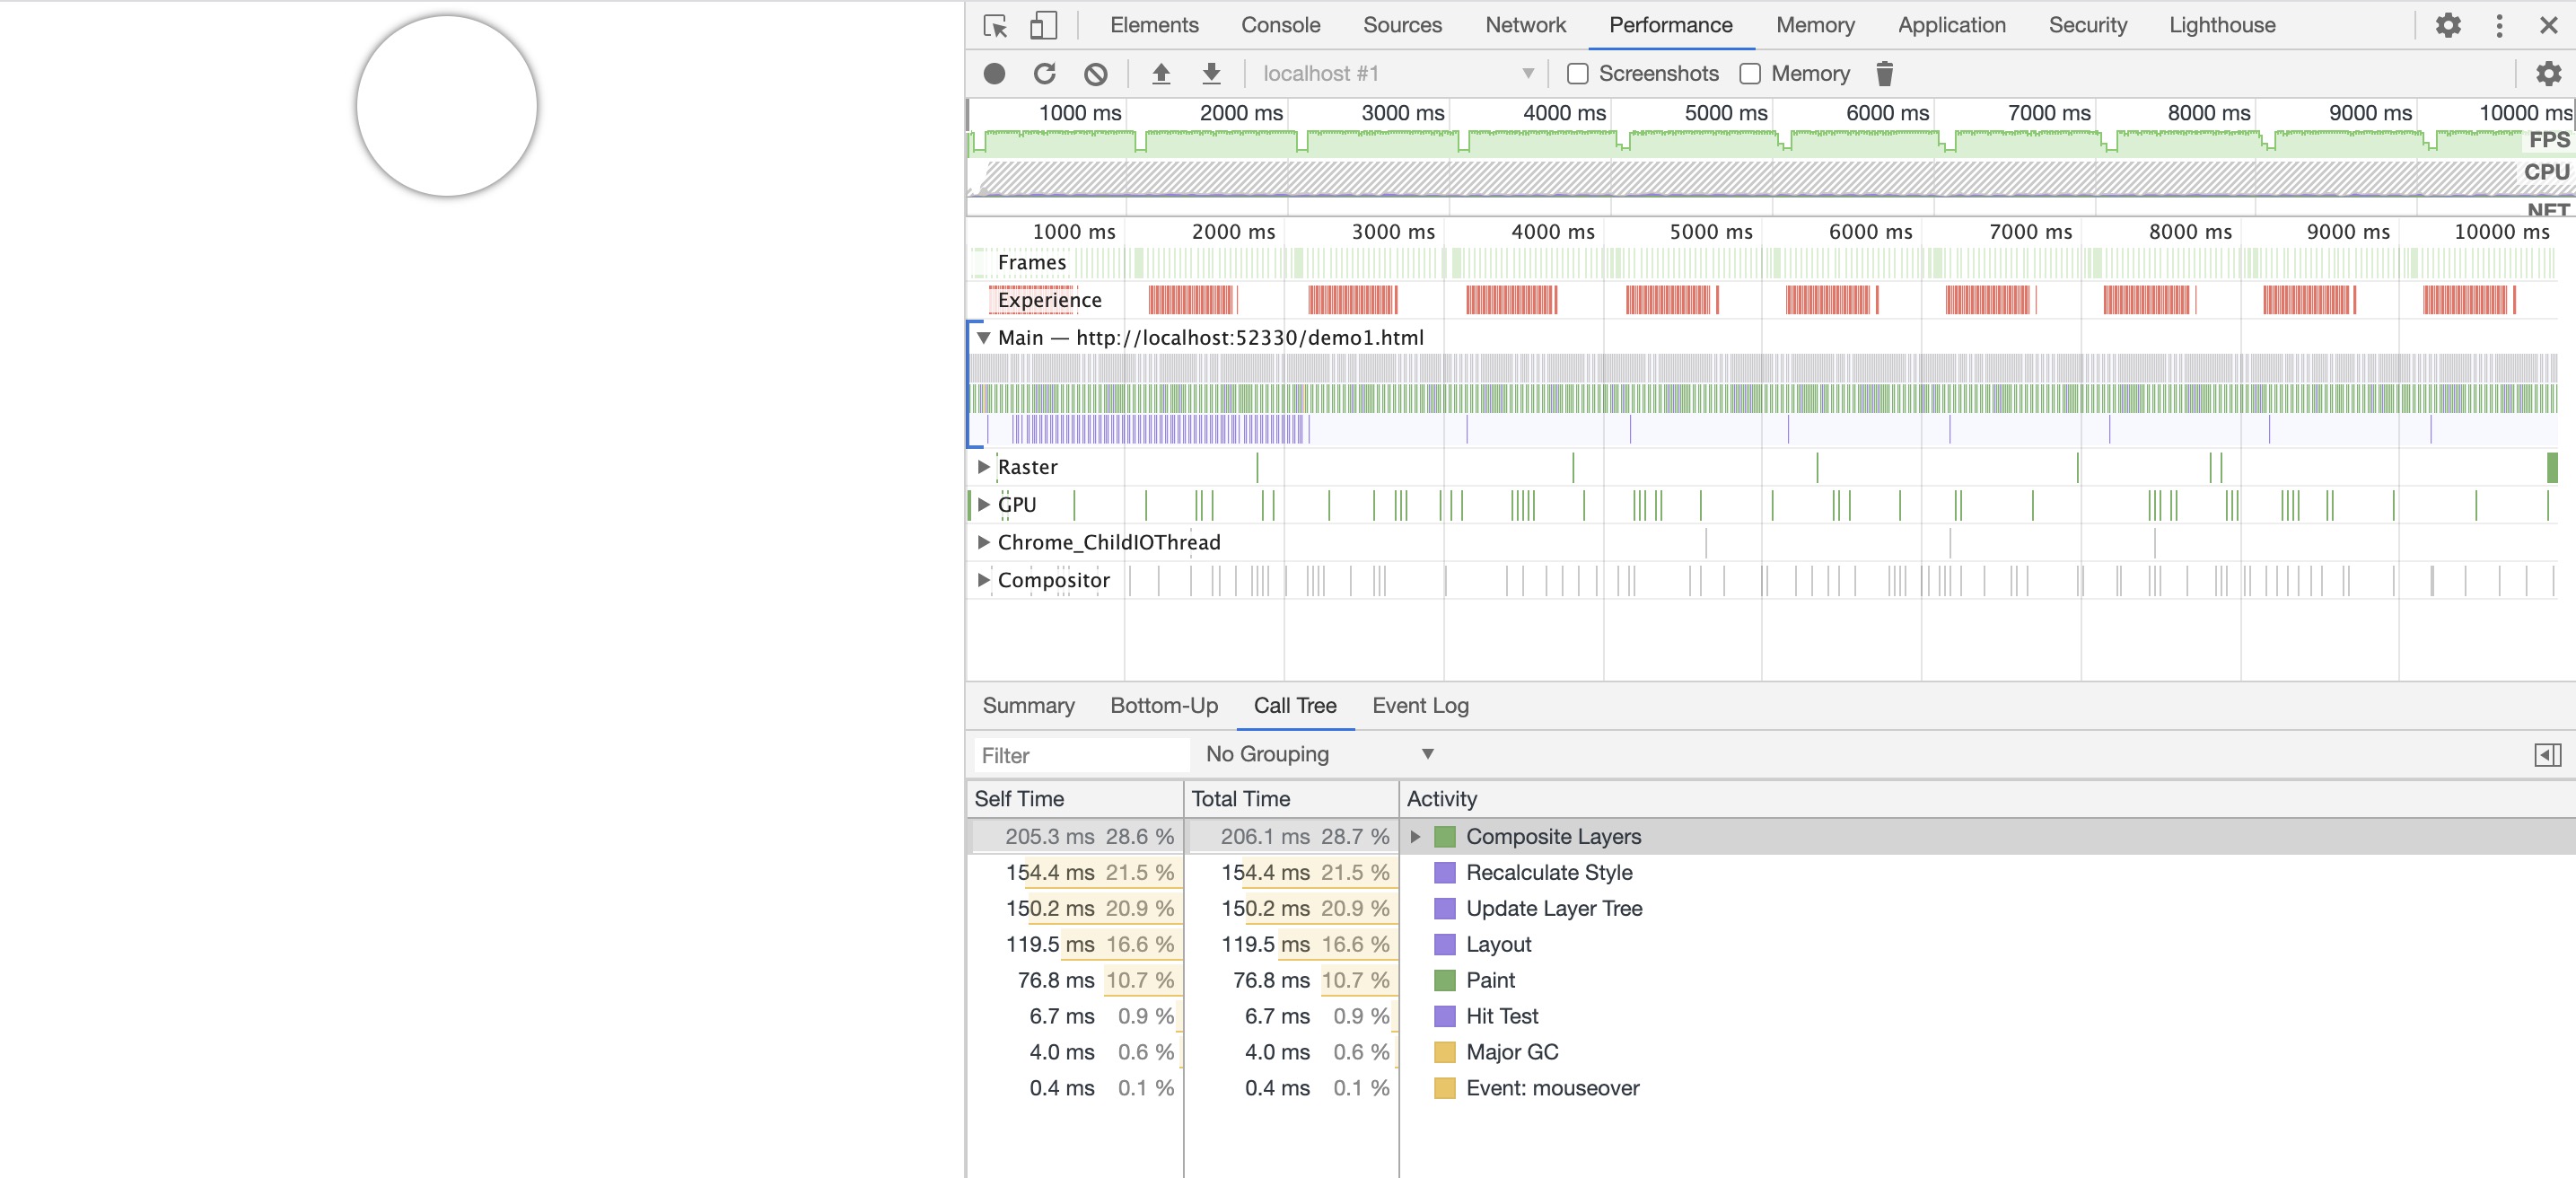 Elements Console Sources Network Performance Memory Application Security Lighthouse
localhost #1 Screenshots Memory
1000 ms 2000 ms 3000 ms 4000 ms 5000 ms 6000 ms 7000 ms 8000 ms 9000 ms 10000 ms
FPS
CPU
NET
1000 ms 2000 ms 3000 ms 4000 ms 5000 ms 6000 ms 7000 ms 8000 ms 9000 ms 10000 ms
Frames
Experience
Main — http://localhost:52330/demo1.html
Raster
GPU
Chrome_ChildIOThread
Compositor
Summary Bottom-Up Call Tree Event Log
Filter No Grouping
Self Time Total Time Activity
205.3 ms 28.6 % 206.1 ms 28.7 % Composite Layers
154.4 ms 21.5 % 154.4 ms 21.5 % Recalculate Style
150.2 ms 20.9 % 150.2 ms 20.9 % Update Layer Tree
119.5 ms 16.6 % 119.5 ms 16.6 % Layout
76.8 ms 10.7 % 76.8 ms 10.7 % Paint
6.7 ms 0.9 % 6.7 ms 0.9 % Hit Test
4.0 ms 0.6 % 4.0 ms 0.6 % Major GC
0.4 ms 0.1 % 0.4 ms 0.1 % Event: mouseover